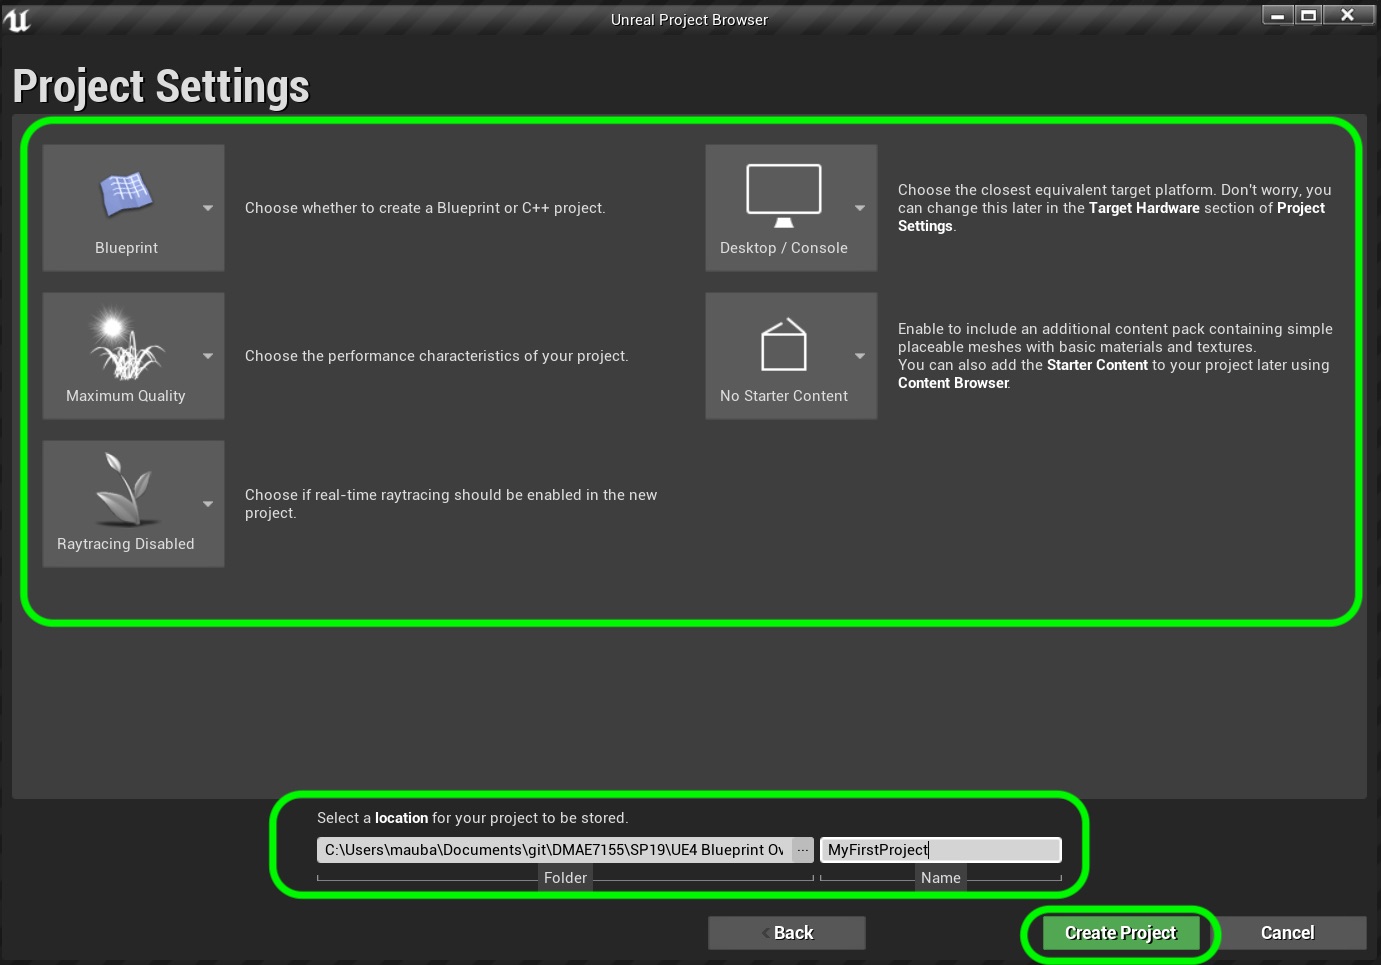 Unreal Project Browser
Project Settings
Blueprint
Choose whether to create a Blueprint or C++ project.
Desktop / Console
Choose the closest equivalent target platform. Don't worry, you
can change this later in the Target Hardware section of Project
Settings.
Maximum Quality
Choose the performance characteristics of your project.
No Starter Content
Enable to include an additional content pack containing simple
placeable meshes with basic materials and textures.
You can also add the Starter Content to your project later using
Content Browser.
Raytracing Disabled
Choose if real-time raytracing should be enabled in the new
project.
Select a location for your project to be stored.
C:\Users\mauba\Documents\git\DMAE7155\SP19\UE4 Blueprint Ov ... MyFirstProject
Folder Name
< Back Create Project Cancel